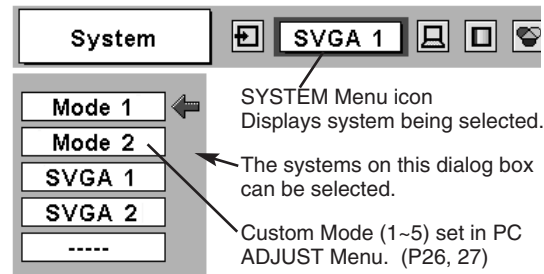 System
SVGA 1
Mode 1
Mode 2
SVGA 1
SVGA 2
-----
SYSTEM Menu icon
Displays system being selected.
The systems on this dialog box
can be selected.
Custom Mode (1~5) set in PC
ADJUST Menu.  (P26, 27)